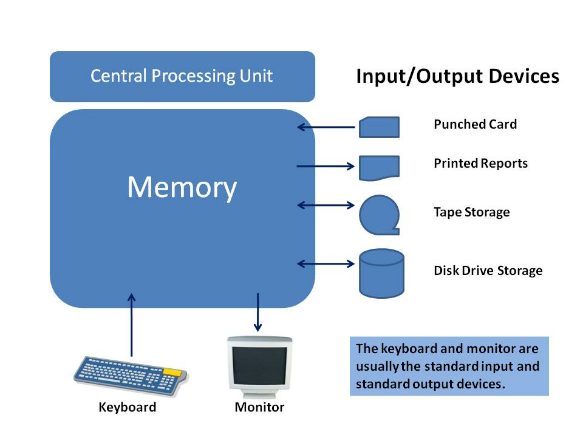 Central Processing Unit
Input/Output Devices
Memory
Punched Card
Printed Reports
Tape Storage
Disk Drive Storage
The keyboard and monitor are
usually the standard input and
standard output devices.
Keyboard
Monitor